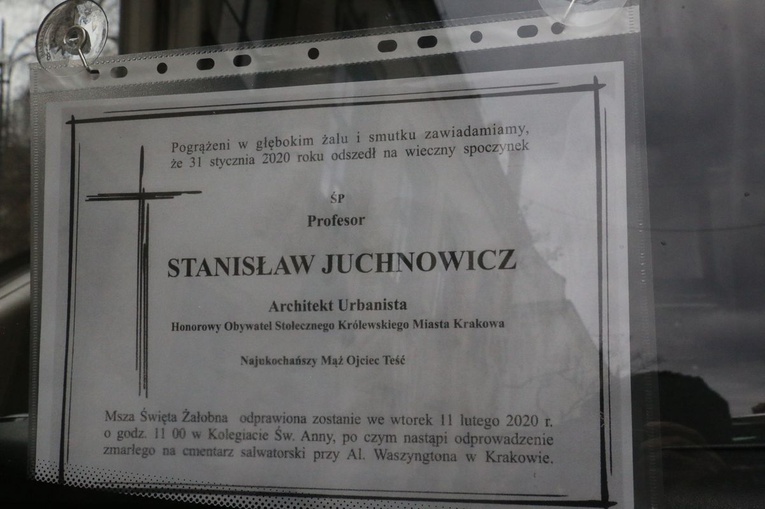 Pogrążeni w głębokim żalu i smutku zawiadamiamy,
że 31 stycznia 2020 roku odszedł na wieczny spoczynek
ŚP
Profesor
STANISŁAW JUCHNOWICZ
Architekt Urbanista
Honorowy Obywatel Stołecznego Królewskiego Miasta Krakowa
Najukochańszy Mąż Ojciec Teść
Msza Święta Żałobna odprawiona zostanie we wtorek 11 lutego 2020 r.
o godz. 11 00 w Kolegiacie Św. Anny, po czym nastąpi odprowadzenie
zmarłego na cmentarz salwatorski przy Al. Waszyngtona w Krakowie.